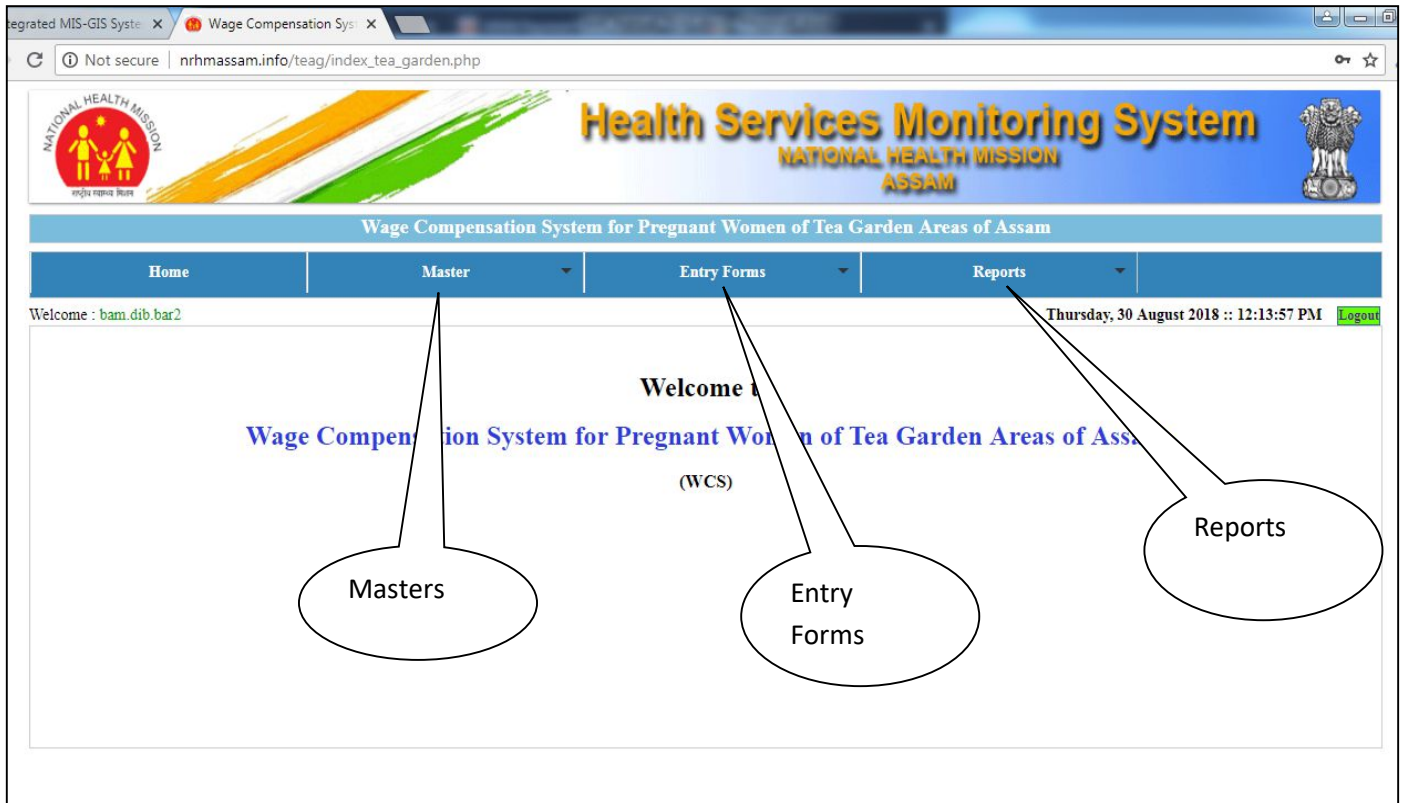 tegrated MIS-GIS Syste
Wage Compensation Sys
Not secure | nrhmassam.info/teag/index_tea_garden.php
NATIONAL HEALTH MISSION
राष्ट्रीय स्वास्थ्य मिशन
Health Services Monitoring System
NATIONAL HEALTH MISSION
ASSAM
Wage Compensation System for Pregnant Women of Tea Garden Areas of Assam
Home Master Entry Forms Reports
Welcome : bam.dib.bar2 Thursday, 30 August 2018 :: 12:13:57 PM Logout
Welcome t
Wage Compens tion System for Pregnant Wom n of Tea Garden Areas of Ass
(WCS)
Reports
Masters
Entry
Forms